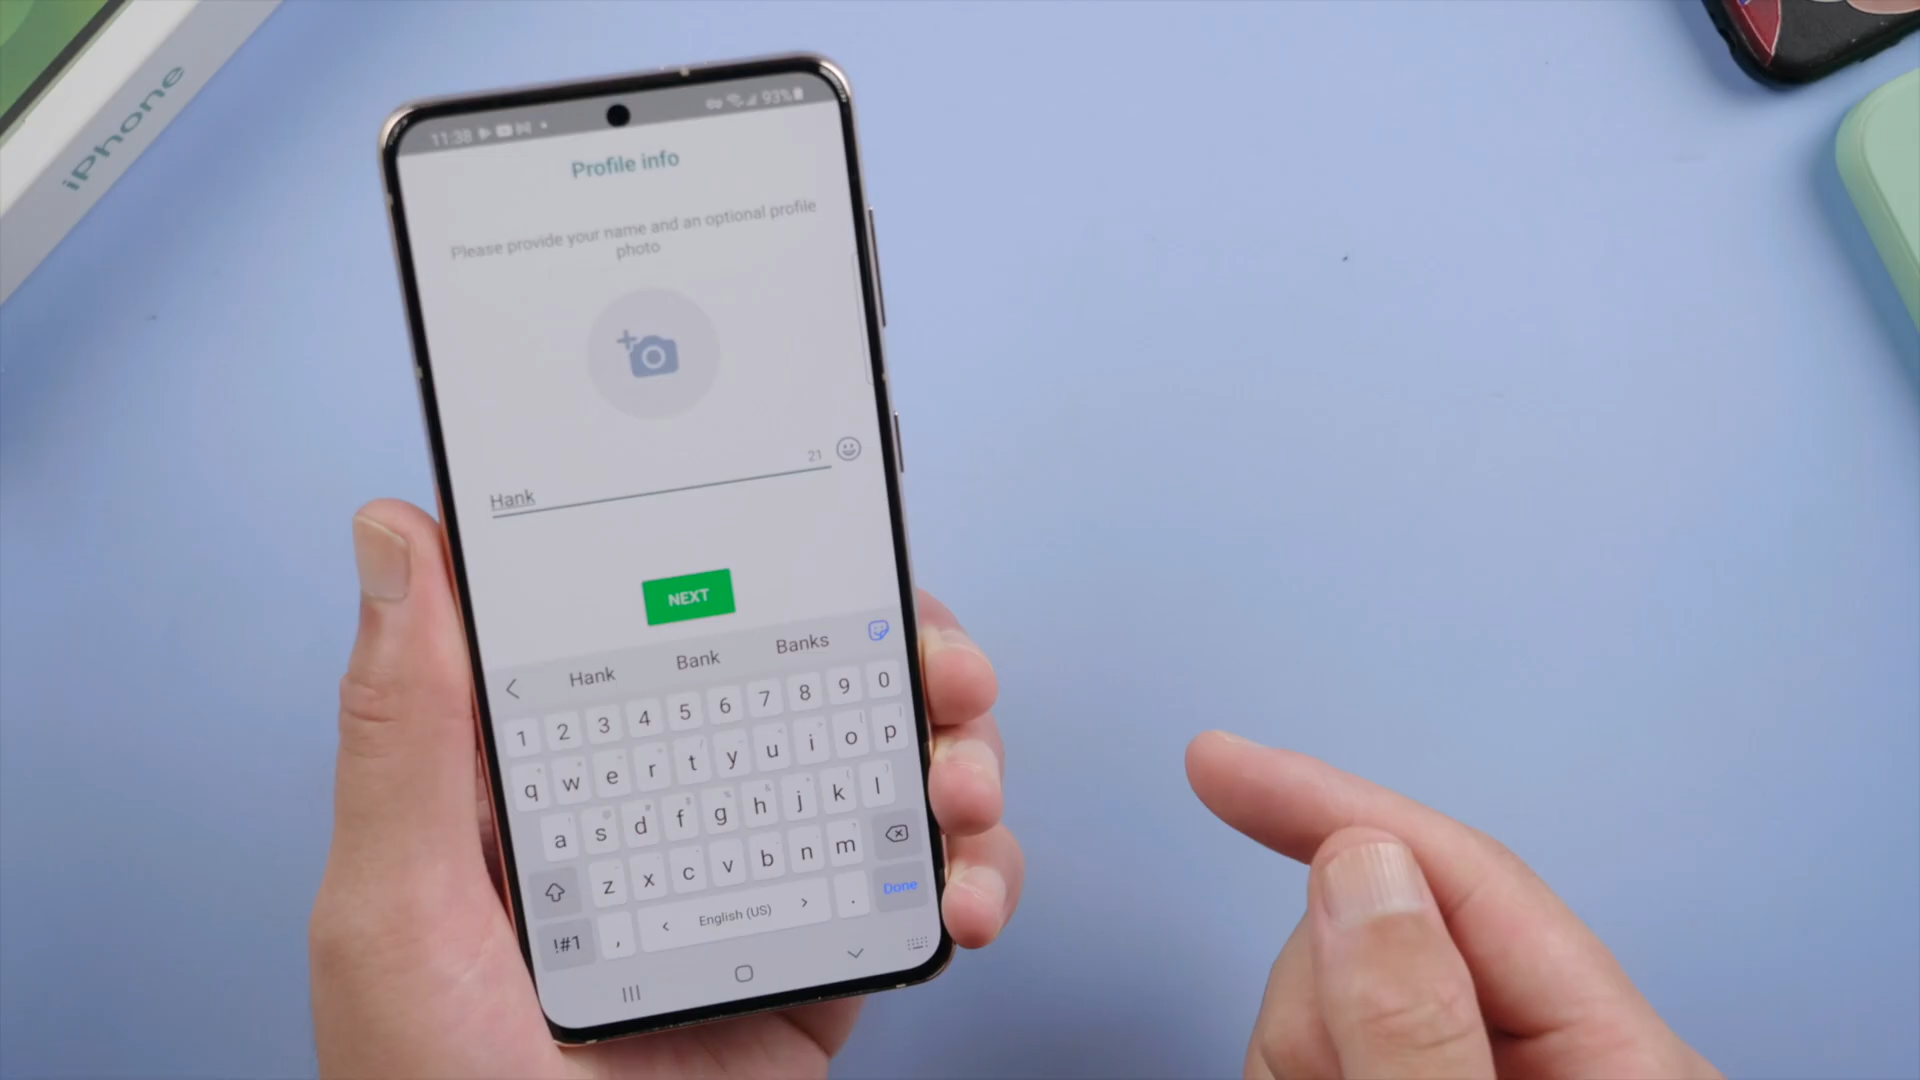 iPhone
11:38
93%
Profile info
Please provide your name and an optional profile
photo
21
Hank
NEXT
Hank Bank Banks
1 2 3 4 5 6 7 8 9 0
q w e r t y u i o p
a s d f g h j k l
z x c v b n m
!#1 , < English (US) > . Done